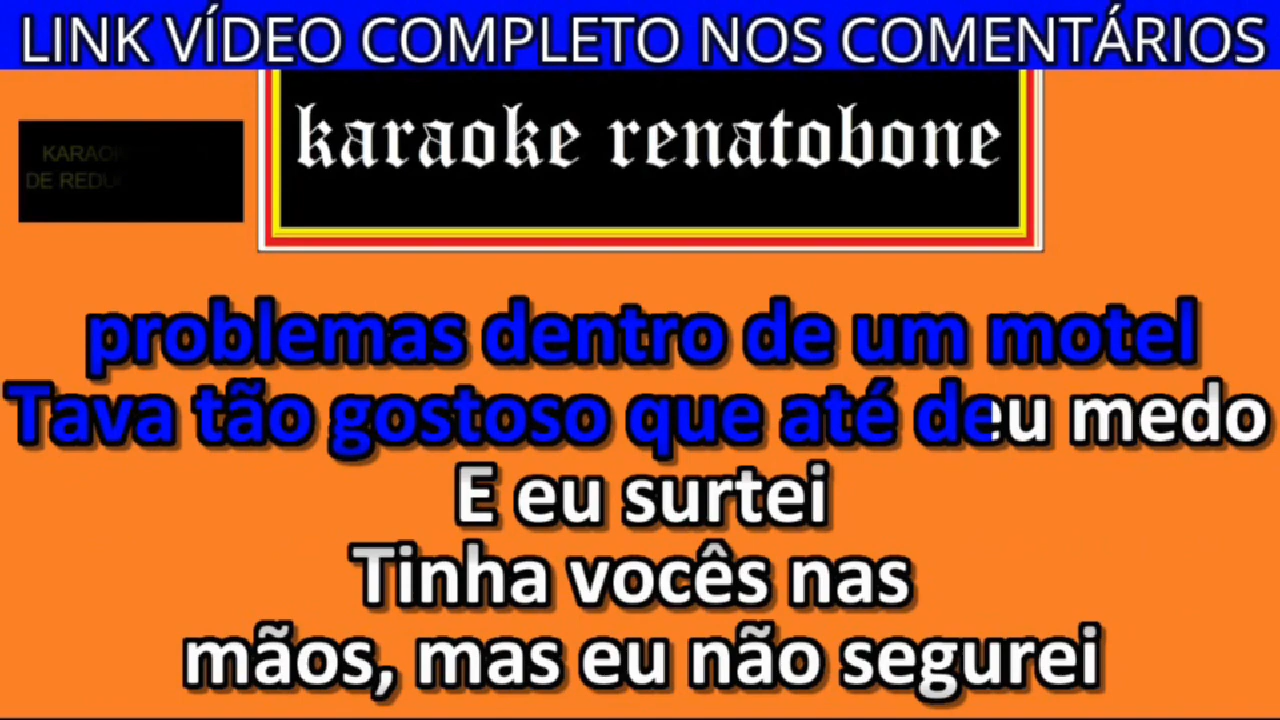 LINK VÍDEO COMPLETO NOS COMENTÁRIOS
karaoke renatobone
DE
problemas dentro de um motel
Tava tão gostoso que até deu medo
E eu surtei
Tinha vocês nas
mãos, mas eu não segurei